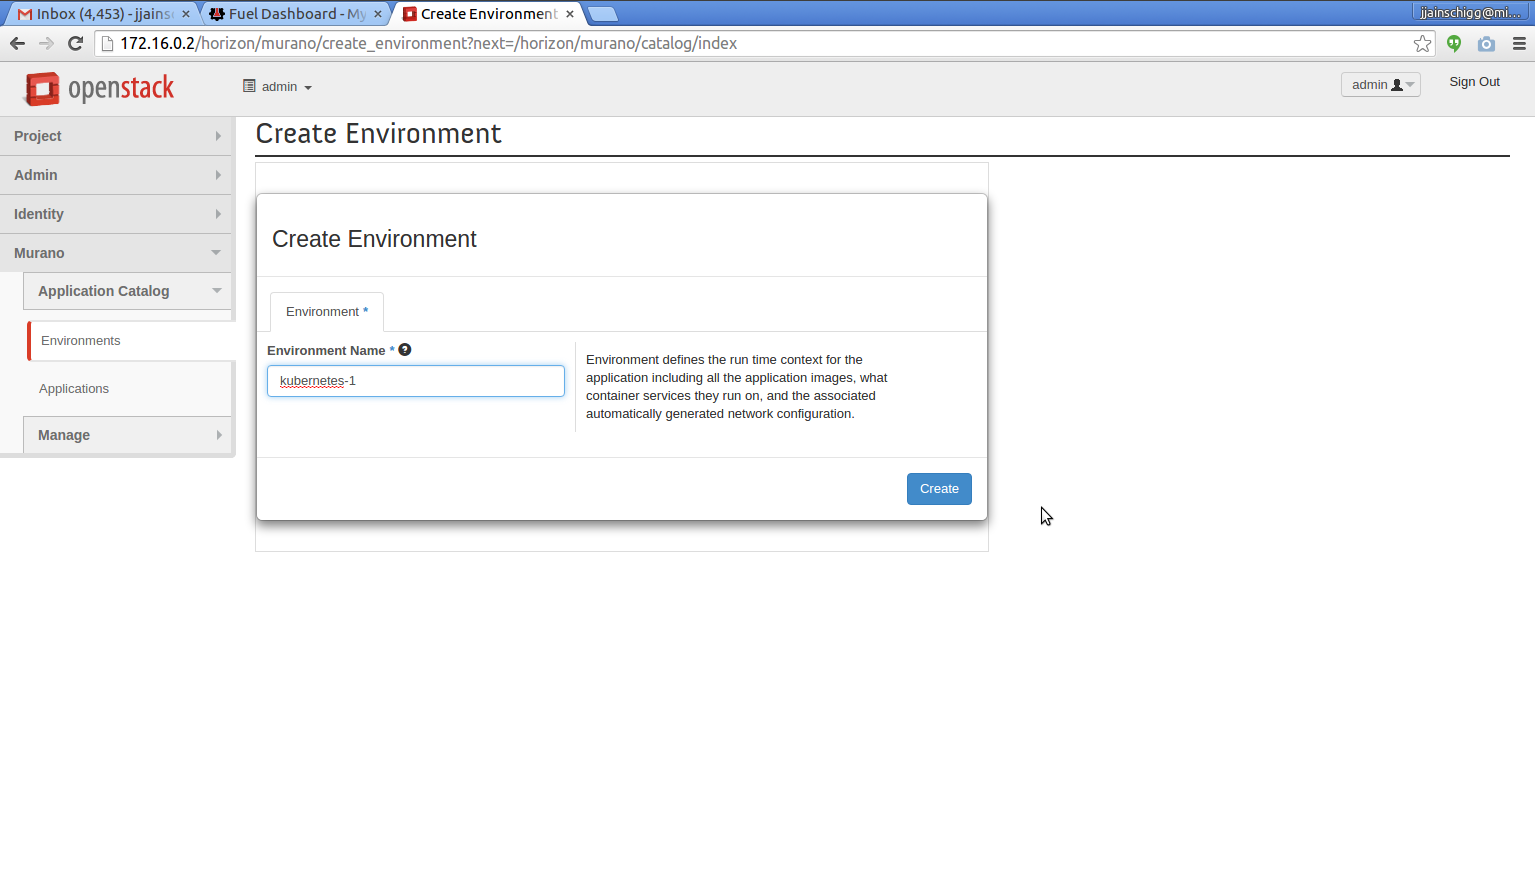 Inbox (4,453) - jjains
Fuel Dashboard - My
Create Environment
jjainschigg@mi...
172.16.0.2/horizon/murano/create_environment?next=/horizon/murano/catalog/index
openstack
admin
admin
Sign Out
Project
Admin
Identity
Murano
Application Catalog
Environments
Applications
Manage
Create Environment
Create Environment
Environment *
Environment Name *
kubernetes-1
Environment defines the run time context for the
application including all the application images, what
container services they run on, and the associated
automatically generated network configuration.
Create